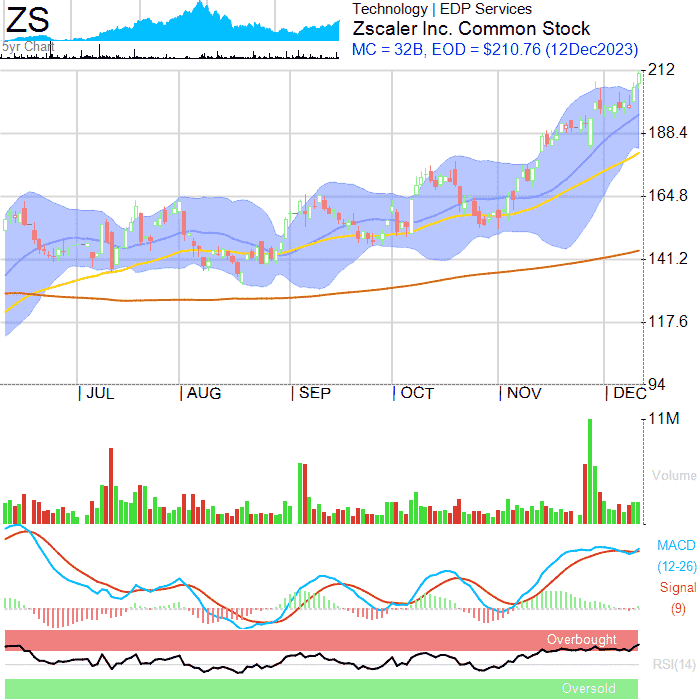 ZS
5yr Chart
Technology | EDP Services
Zscaler Inc. Common Stock
MC = 32B, EOD = $210.76 (12Dec2023)
212
188.4
164.8
141.2
117.6
94
| JUL
| AUG
| SEP
| OCT
| NOV
| DEC
11M
Volume
MACD
(12-26)
Signal
(9)
Overbought
RSI(14)
Oversold